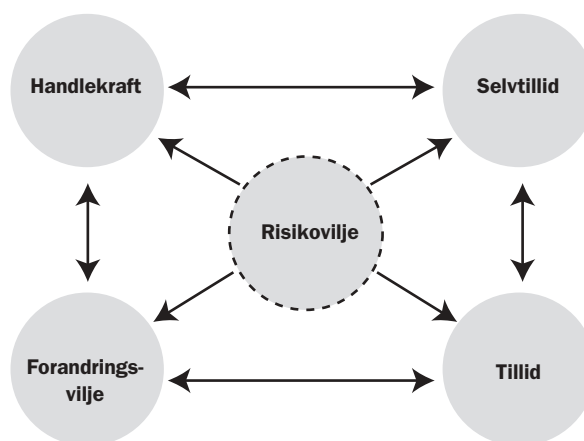 Handlekraft
Selvtillid
Risikovilje
Forandrings-
vilje
Tillid